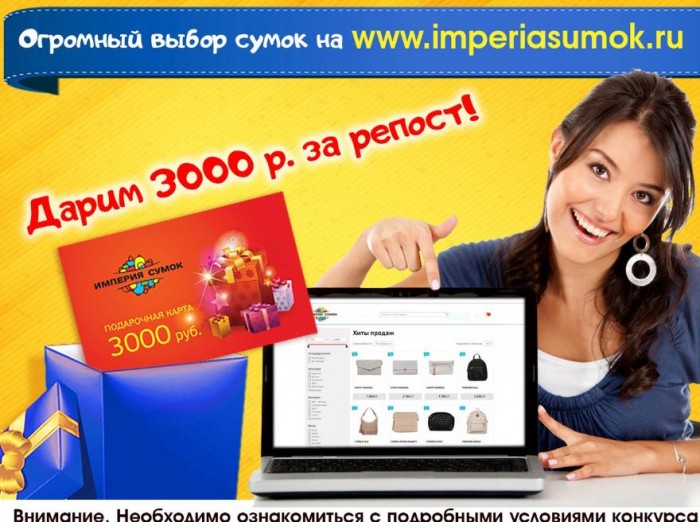 Огромный выбор сумок на www.imperiasumok.ru
Дарим 3000 р. за репост!
ИМПЕРИЯ СУМОК
ПОДАРОЧНАЯ КАРТА
3000 руб.
Хиты продаж
Внимание. Необходимо ознакомиться с подробными условиями конкурса